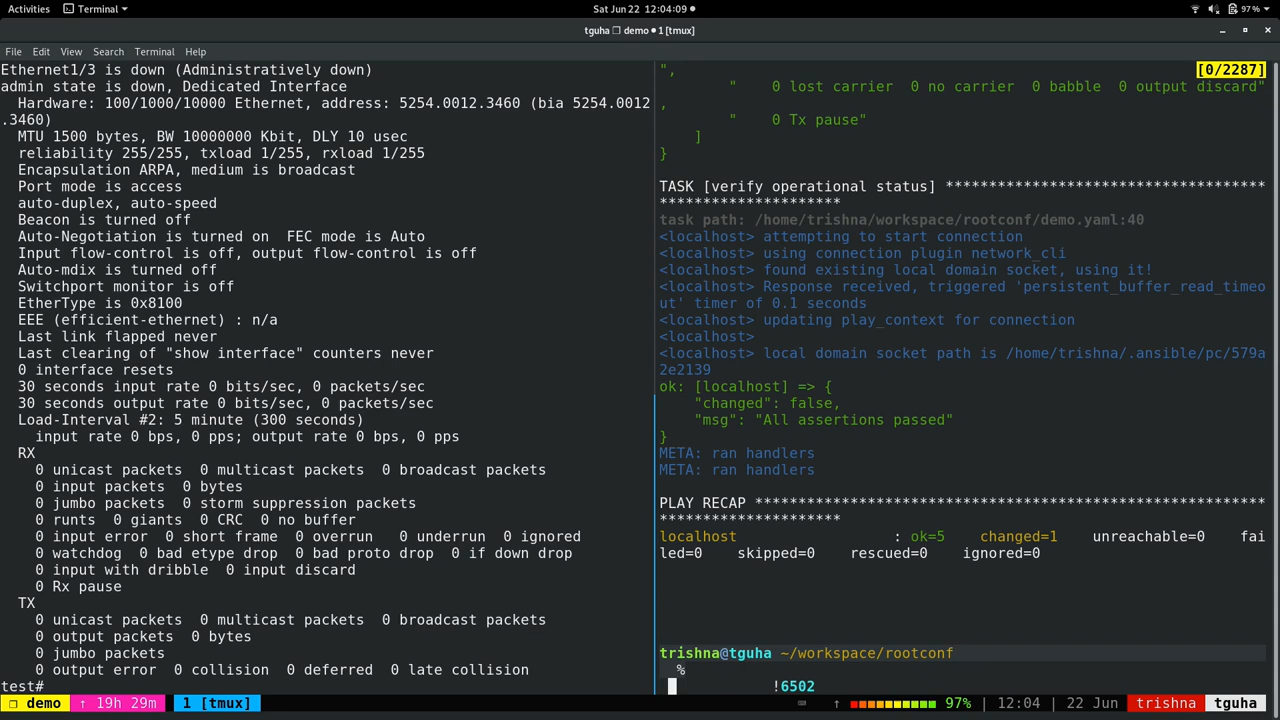 Activities Terminal Sat Jun 22 12:04:09 97%
tguha ❐ demo ● 1 [tmux]
File Edit View Search Terminal Help
Ethernet1/3 is down (Administratively down)
admin state is down, Dedicated Interface
  Hardware: 100/1000/10000 Ethernet, address: 5254.0012.3460 (bia 5254.0012
.3460)
  MTU 1500 bytes, BW 10000000 Kbit, DLY 10 usec
  reliability 255/255, txload 1/255, rxload 1/255
  Encapsulation ARPA, medium is broadcast
  Port mode is access
  auto-duplex, auto-speed
  Beacon is turned off
  Auto-Negotiation is turned on  FEC mode is Auto
  Input flow-control is off, output flow-control is off
  Auto-mdix is turned off
  Switchport monitor is off
  EtherType is 0x8100
  EEE (efficient-ethernet) : n/a
  Last link flapped never
  Last clearing of "show interface" counters never
  0 interface resets
  30 seconds input rate 0 bits/sec, 0 packets/sec
  30 seconds output rate 0 bits/sec, 0 packets/sec
  Load-Interval #2: 5 minute (300 seconds)
    input rate 0 bps, 0 pps; output rate 0 bps, 0 pps
  RX
    0 unicast packets  0 multicast packets  0 broadcast packets
    0 input packets  0 bytes
    0 jumbo packets  0 storm suppression packets
    0 runts  0 giants  0 CRC  0 no buffer
    0 input error  0 short frame  0 overrun   0 underrun  0 ignored
    0 watchdog  0 bad etype drop  0 bad proto drop  0 if down drop
    0 input with dribble  0 input discard
    0 Rx pause
  TX
    0 unicast packets  0 multicast packets  0 broadcast packets
    0 output packets  0 bytes
    0 jumbo packets
    0 output error  0 collision  0 deferred  0 late collision
test#
", [0/2287]
        "    0 lost carrier  0 no carrier  0 babble  0 output discard"
,
        "    0 Tx pause"
    ]
}
TASK [verify operational status] *************************************
*********************
task path: /home/trishna/workspace/rootconf/demo.yaml:40
<localhost> attempting to start connection
<localhost> using connection plugin network_cli
<localhost> found existing local domain socket, using it!
<localhost> Response received, triggered 'persistent_buffer_read_timeo
ut' timer of 0.1 seconds
<localhost> updating play_context for connection
<localhost>
<localhost> local domain socket path is /home/trishna/.ansible/pc/579a
2e2139
ok: [localhost] => {
    "changed": false,
    "msg": "All assertions passed"
}
META: ran handlers
META: ran handlers
PLAY RECAP ***********************************************************
*********************
localhost                  : ok=5    changed=1    unreachable=0    fai
led=0    skipped=0    rescued=0    ignored=0
trishna@tguha ~/workspace/rootconf
%
!6502
❐ demo ↑ 19h 29m 1 [tmux] ↑ 97% | 12:04 | 22 Jun trishna tguha